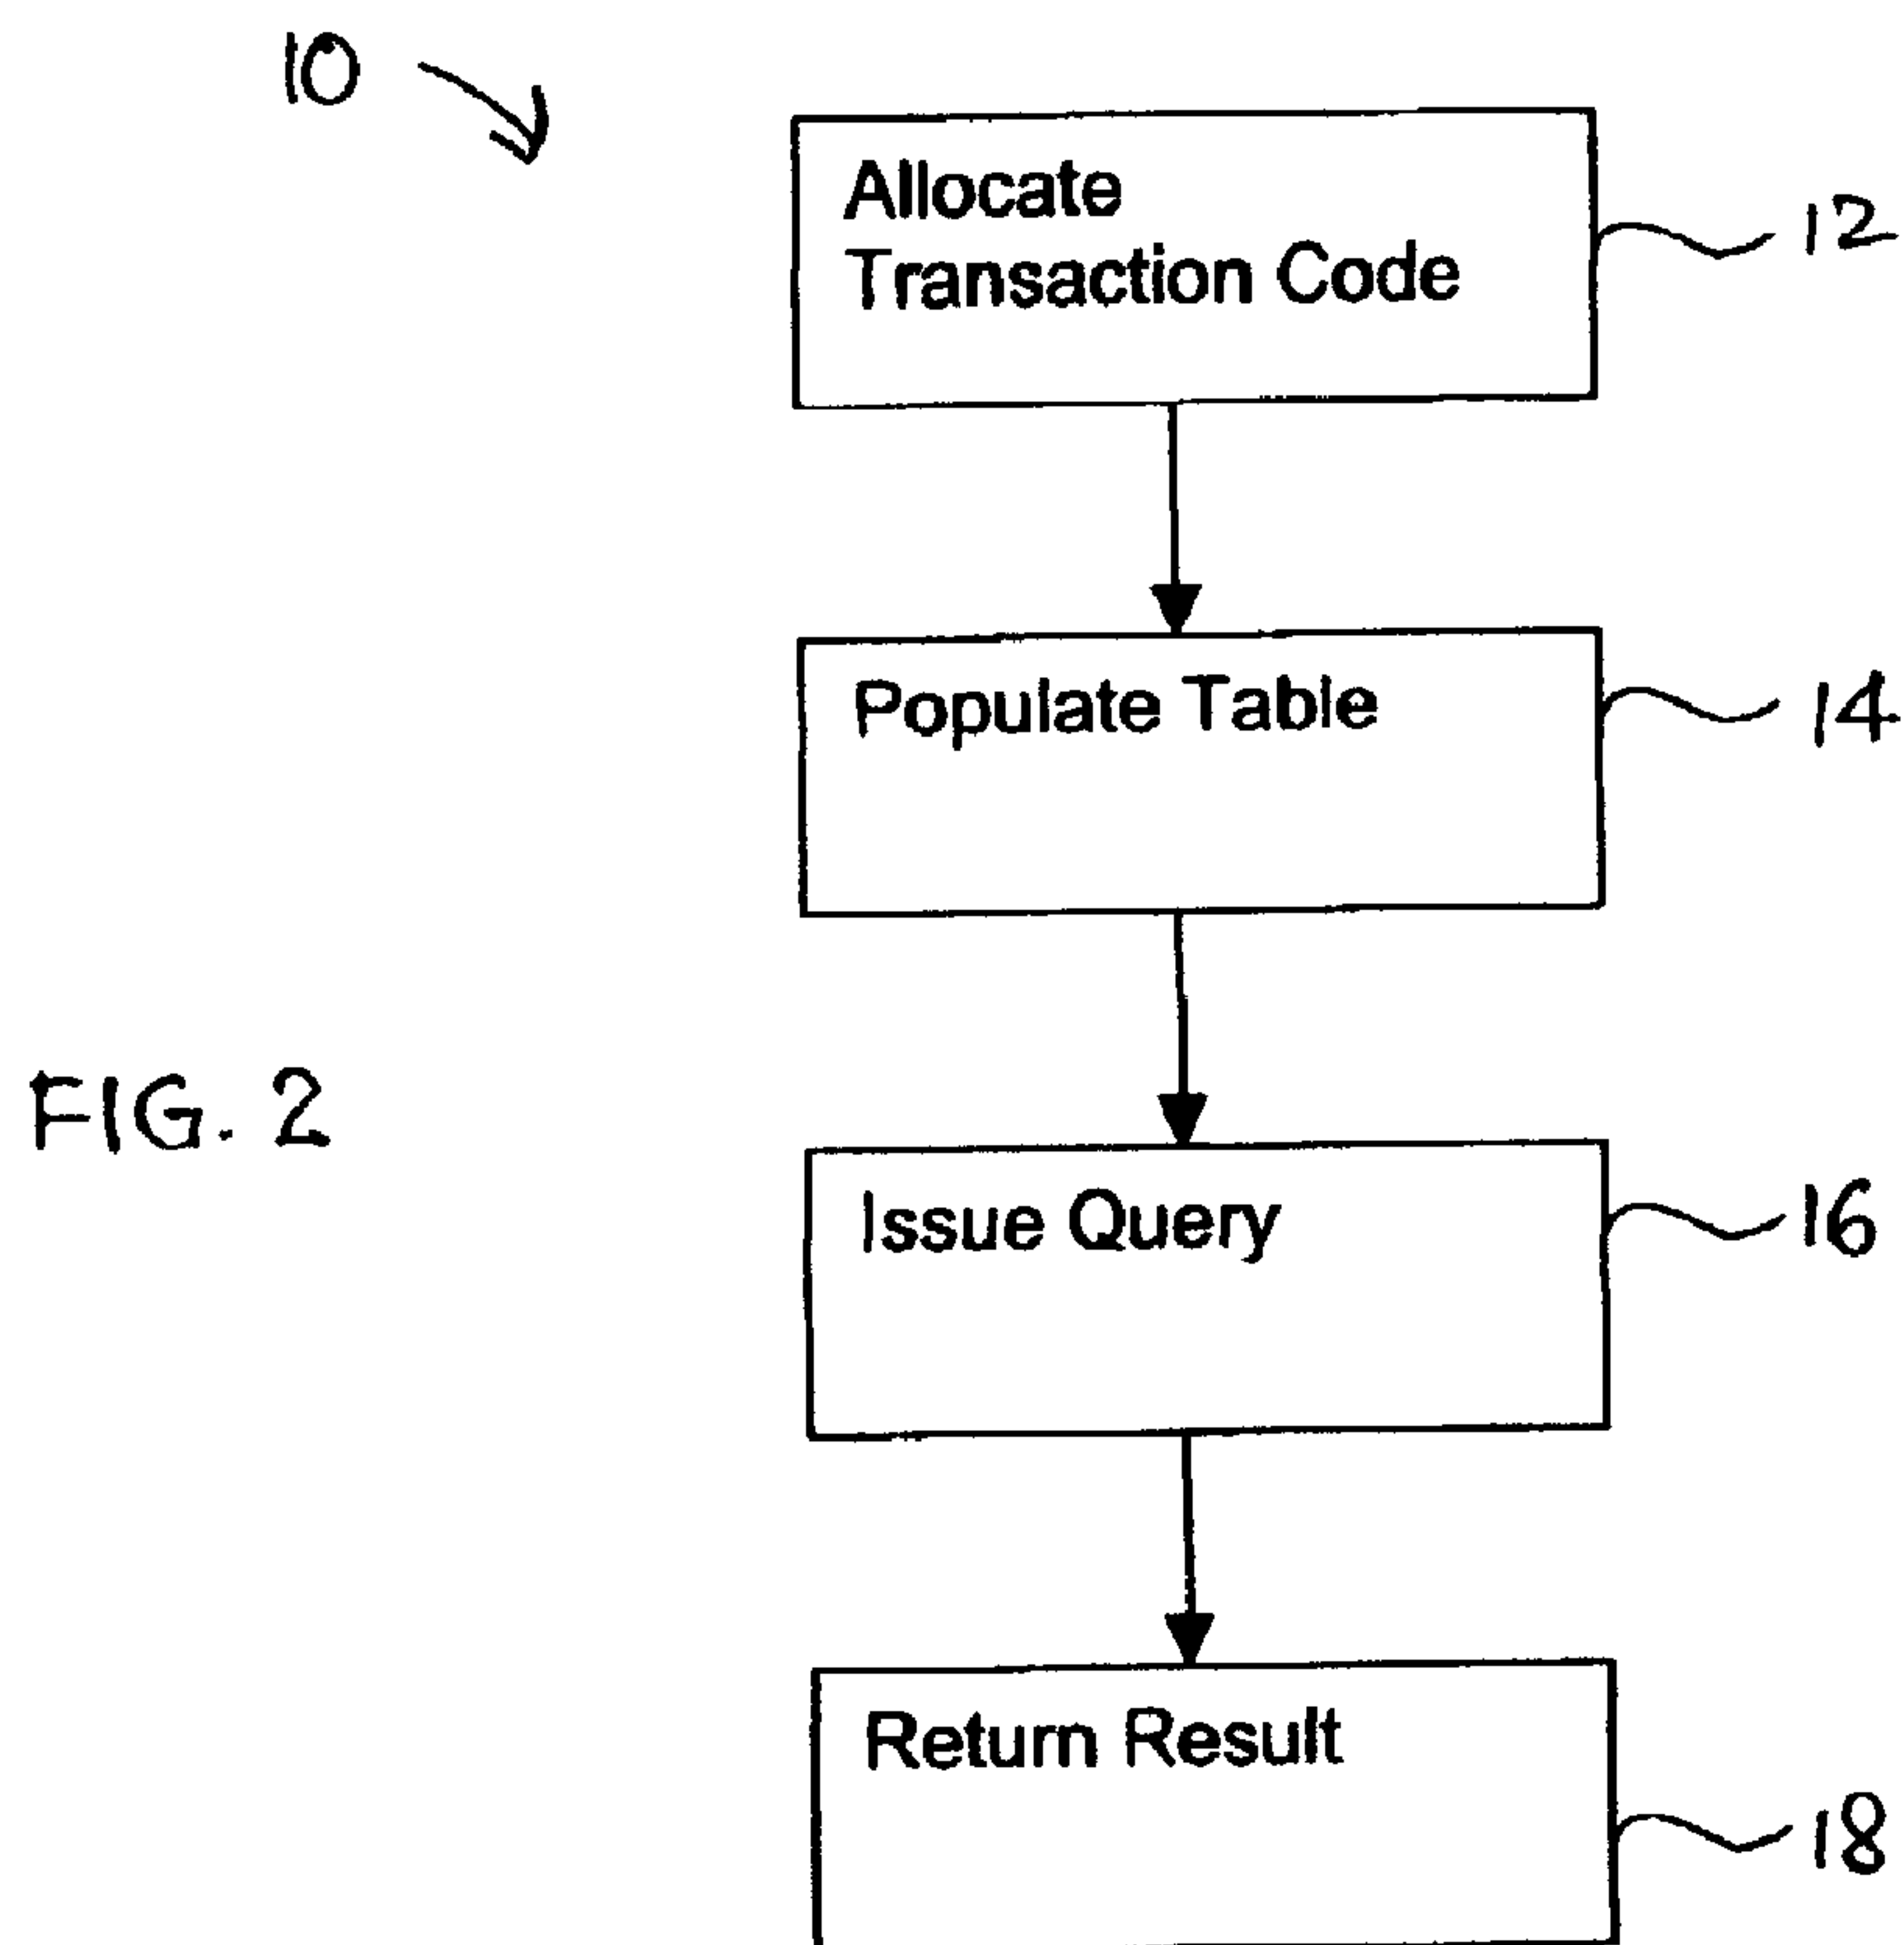 10
Allocate
Transaction Code
12
Populate Table
14
FIG. 2
Issue Query
16
Return Result
18